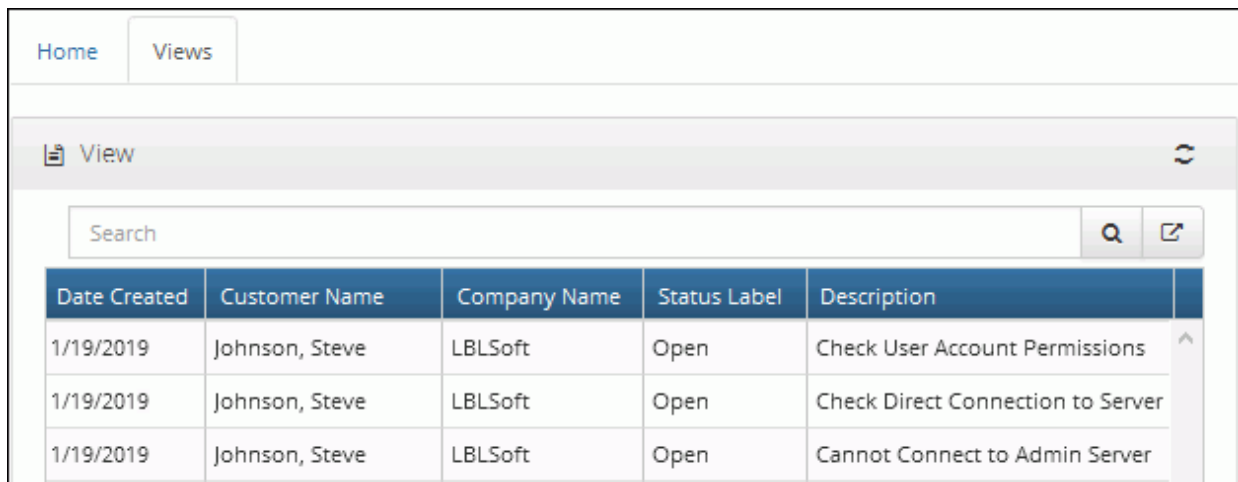 Home Views
View
Search
Date Created Customer Name Company Name Status Label Description
1/19/2019 Johnson, Steve LBLSoft Open Check User Account Permissions
1/19/2019 Johnson, Steve LBLSoft Open Check Direct Connection to Server
1/19/2019 Johnson, Steve LBLSoft Open Cannot Connect to Admin Server